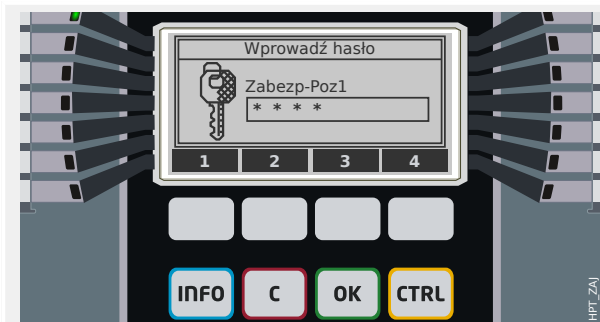 Wprowadź hasło
Zabezp-Poz1
* * * *
1 2 3 4
INFO C OK CTRL
HPT_ZAJ